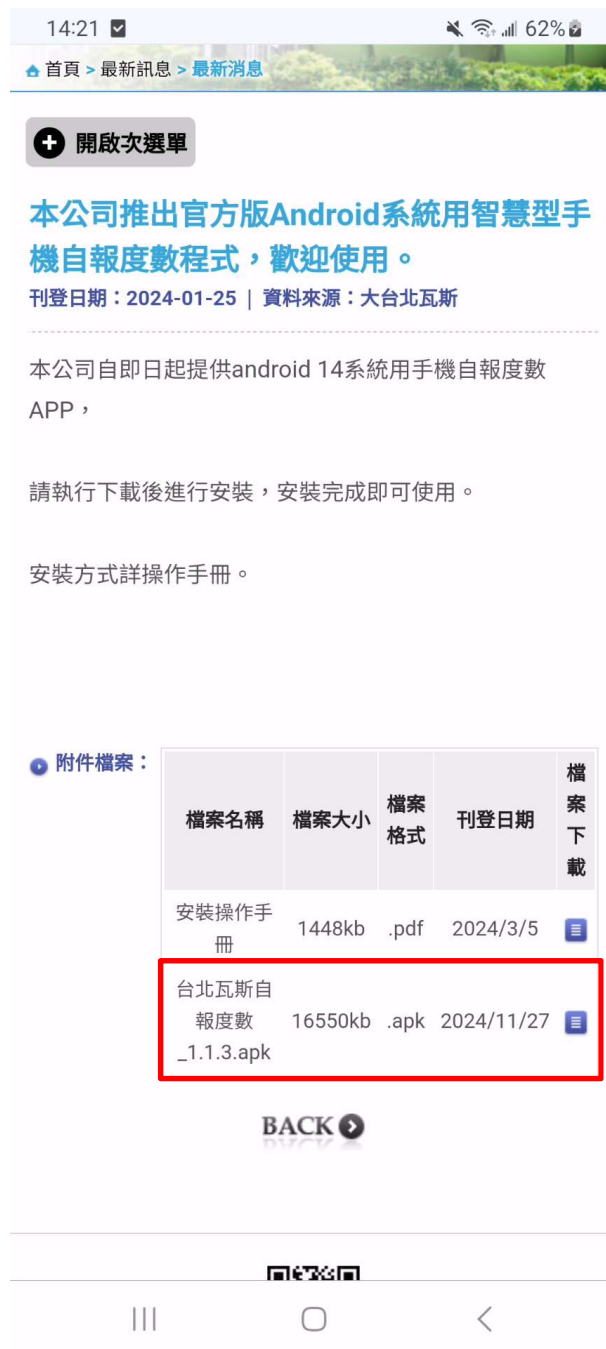 14:21
62%
首頁 > 最新訊息 > 最新消息
開啟次選單
本公司推出官方版Android系統用智慧型手
機自報度數程式，歡迎使用。
刊登日期：2024-01-25 | 資料來源：大台北瓦斯
本公司自即日起提供android 14系統用手機自報度數
APP，
請執行下載後進行安裝，安裝完成即可使用。
安裝方式詳操作手冊。
附件檔案：
檔案名稱 檔案大小 檔案格式 刊登日期 檔案下載
安裝操作手冊 1448kb .pdf 2024/3/5
台北瓦斯自報度數_1.1.3.apk 16550kb .apk 2024/11/27
BACK